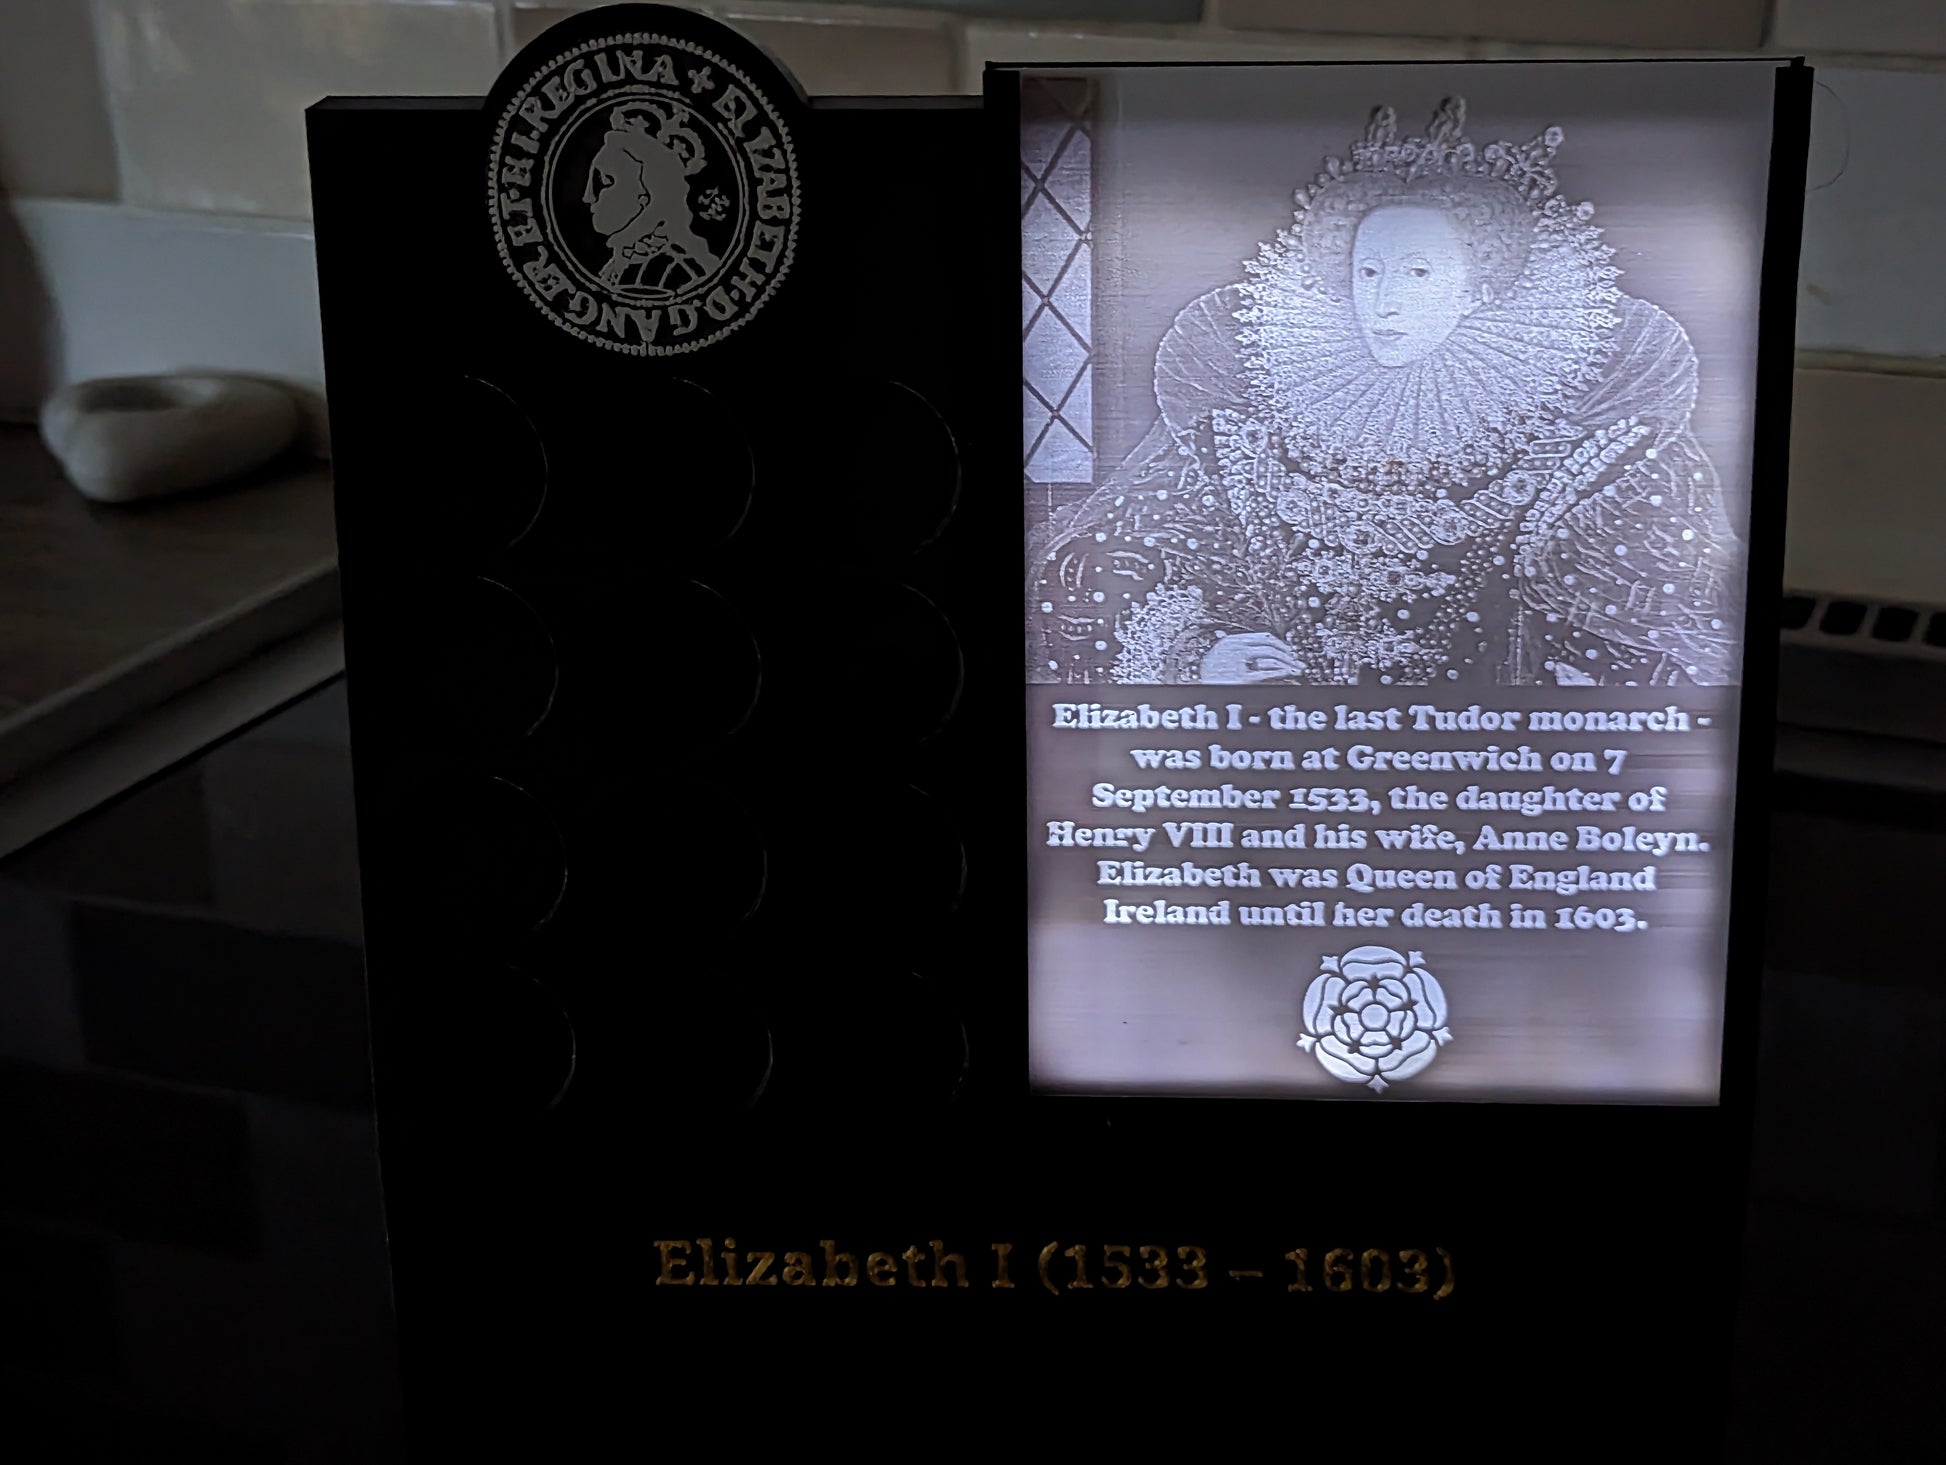 ELIZABETH·D·G·ANG·FR·ET·HI·REGINA
Elizabeth I - the last Tudor monarch -
was born at Greenwich on 7
September 1533, the daughter of
Henry VIII and his wife, Anne Boleyn.
Elizabeth was Queen of England
Ireland until her death in 1603.
Elizabeth I (1533 – 1603)